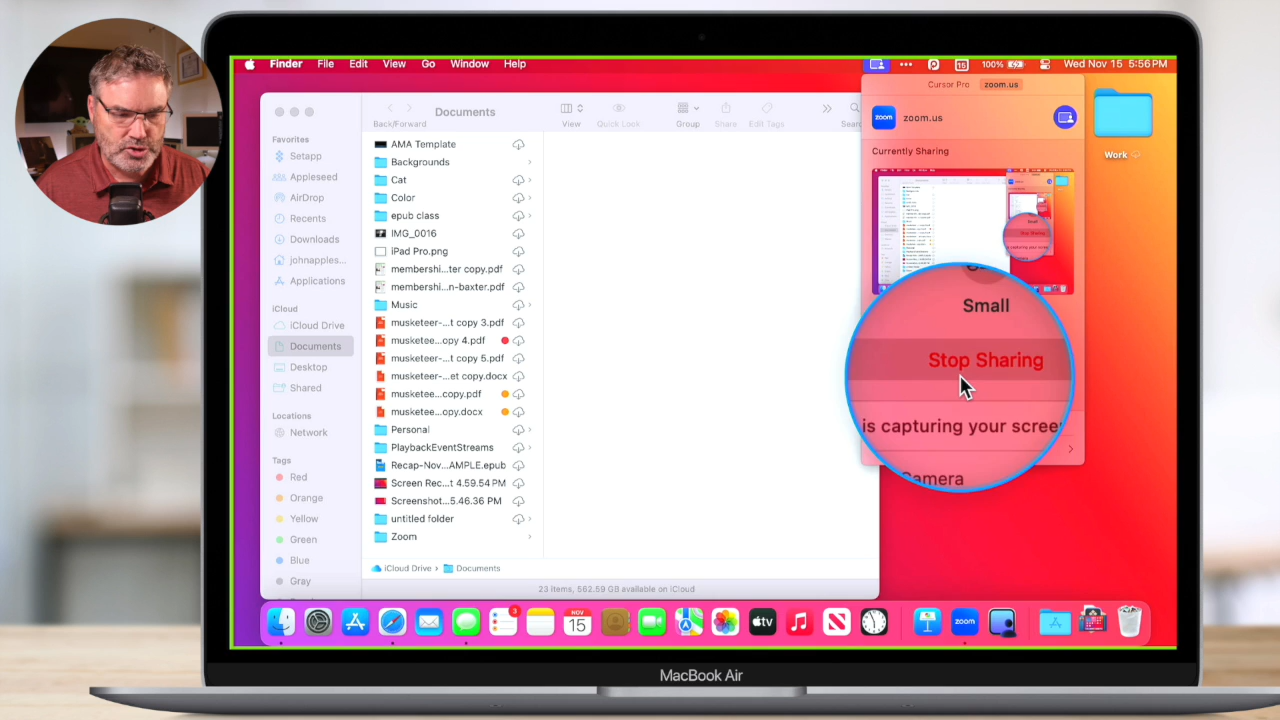 Finder File Edit View Go Window Help
15 100% Wed Nov 15 5:56 PM
Cursor Pro zoom.us
zoom zoom.us
Currently Sharing
Small
Stop Sharing
is capturing your scree
Camera
Work
Documents
Back/Forward View Quick Look Group Share Edit Tags Sear
Favorites
Setapp
Appleseed
AirDrop
Recents
Downloads
johnapples...
Applications
iCloud
iCloud Drive
Documents
Desktop
Shared
Locations
Network
Tags
Red
Orange
Yellow
Green
Blue
Gray
AMA Template
Backgrounds
Cat
Color
epub class
IMG_0016
iPad Pro.png
membershi...ter copy.pdf
membershi...n-baxter.pdf
Music
musketeer-...t copy 3.pdf
musketee...opy 4.pdf
musketeer-...t copy 5.pdf
musketeer-...et copy.docx
musketee...copy.pdf
musketee...opy.docx
Personal
PlaybackEventStreams
Recap-Nov...AMPLE.epub
Screen Rec...4.59.54 PM
Screenshot...5.46.36 PM
untitled folder
Zoom
iCloud Drive › Documents
23 items, 562.59 GB available on iCloud
3
NOV
15
tv
zoom
MacBook Air